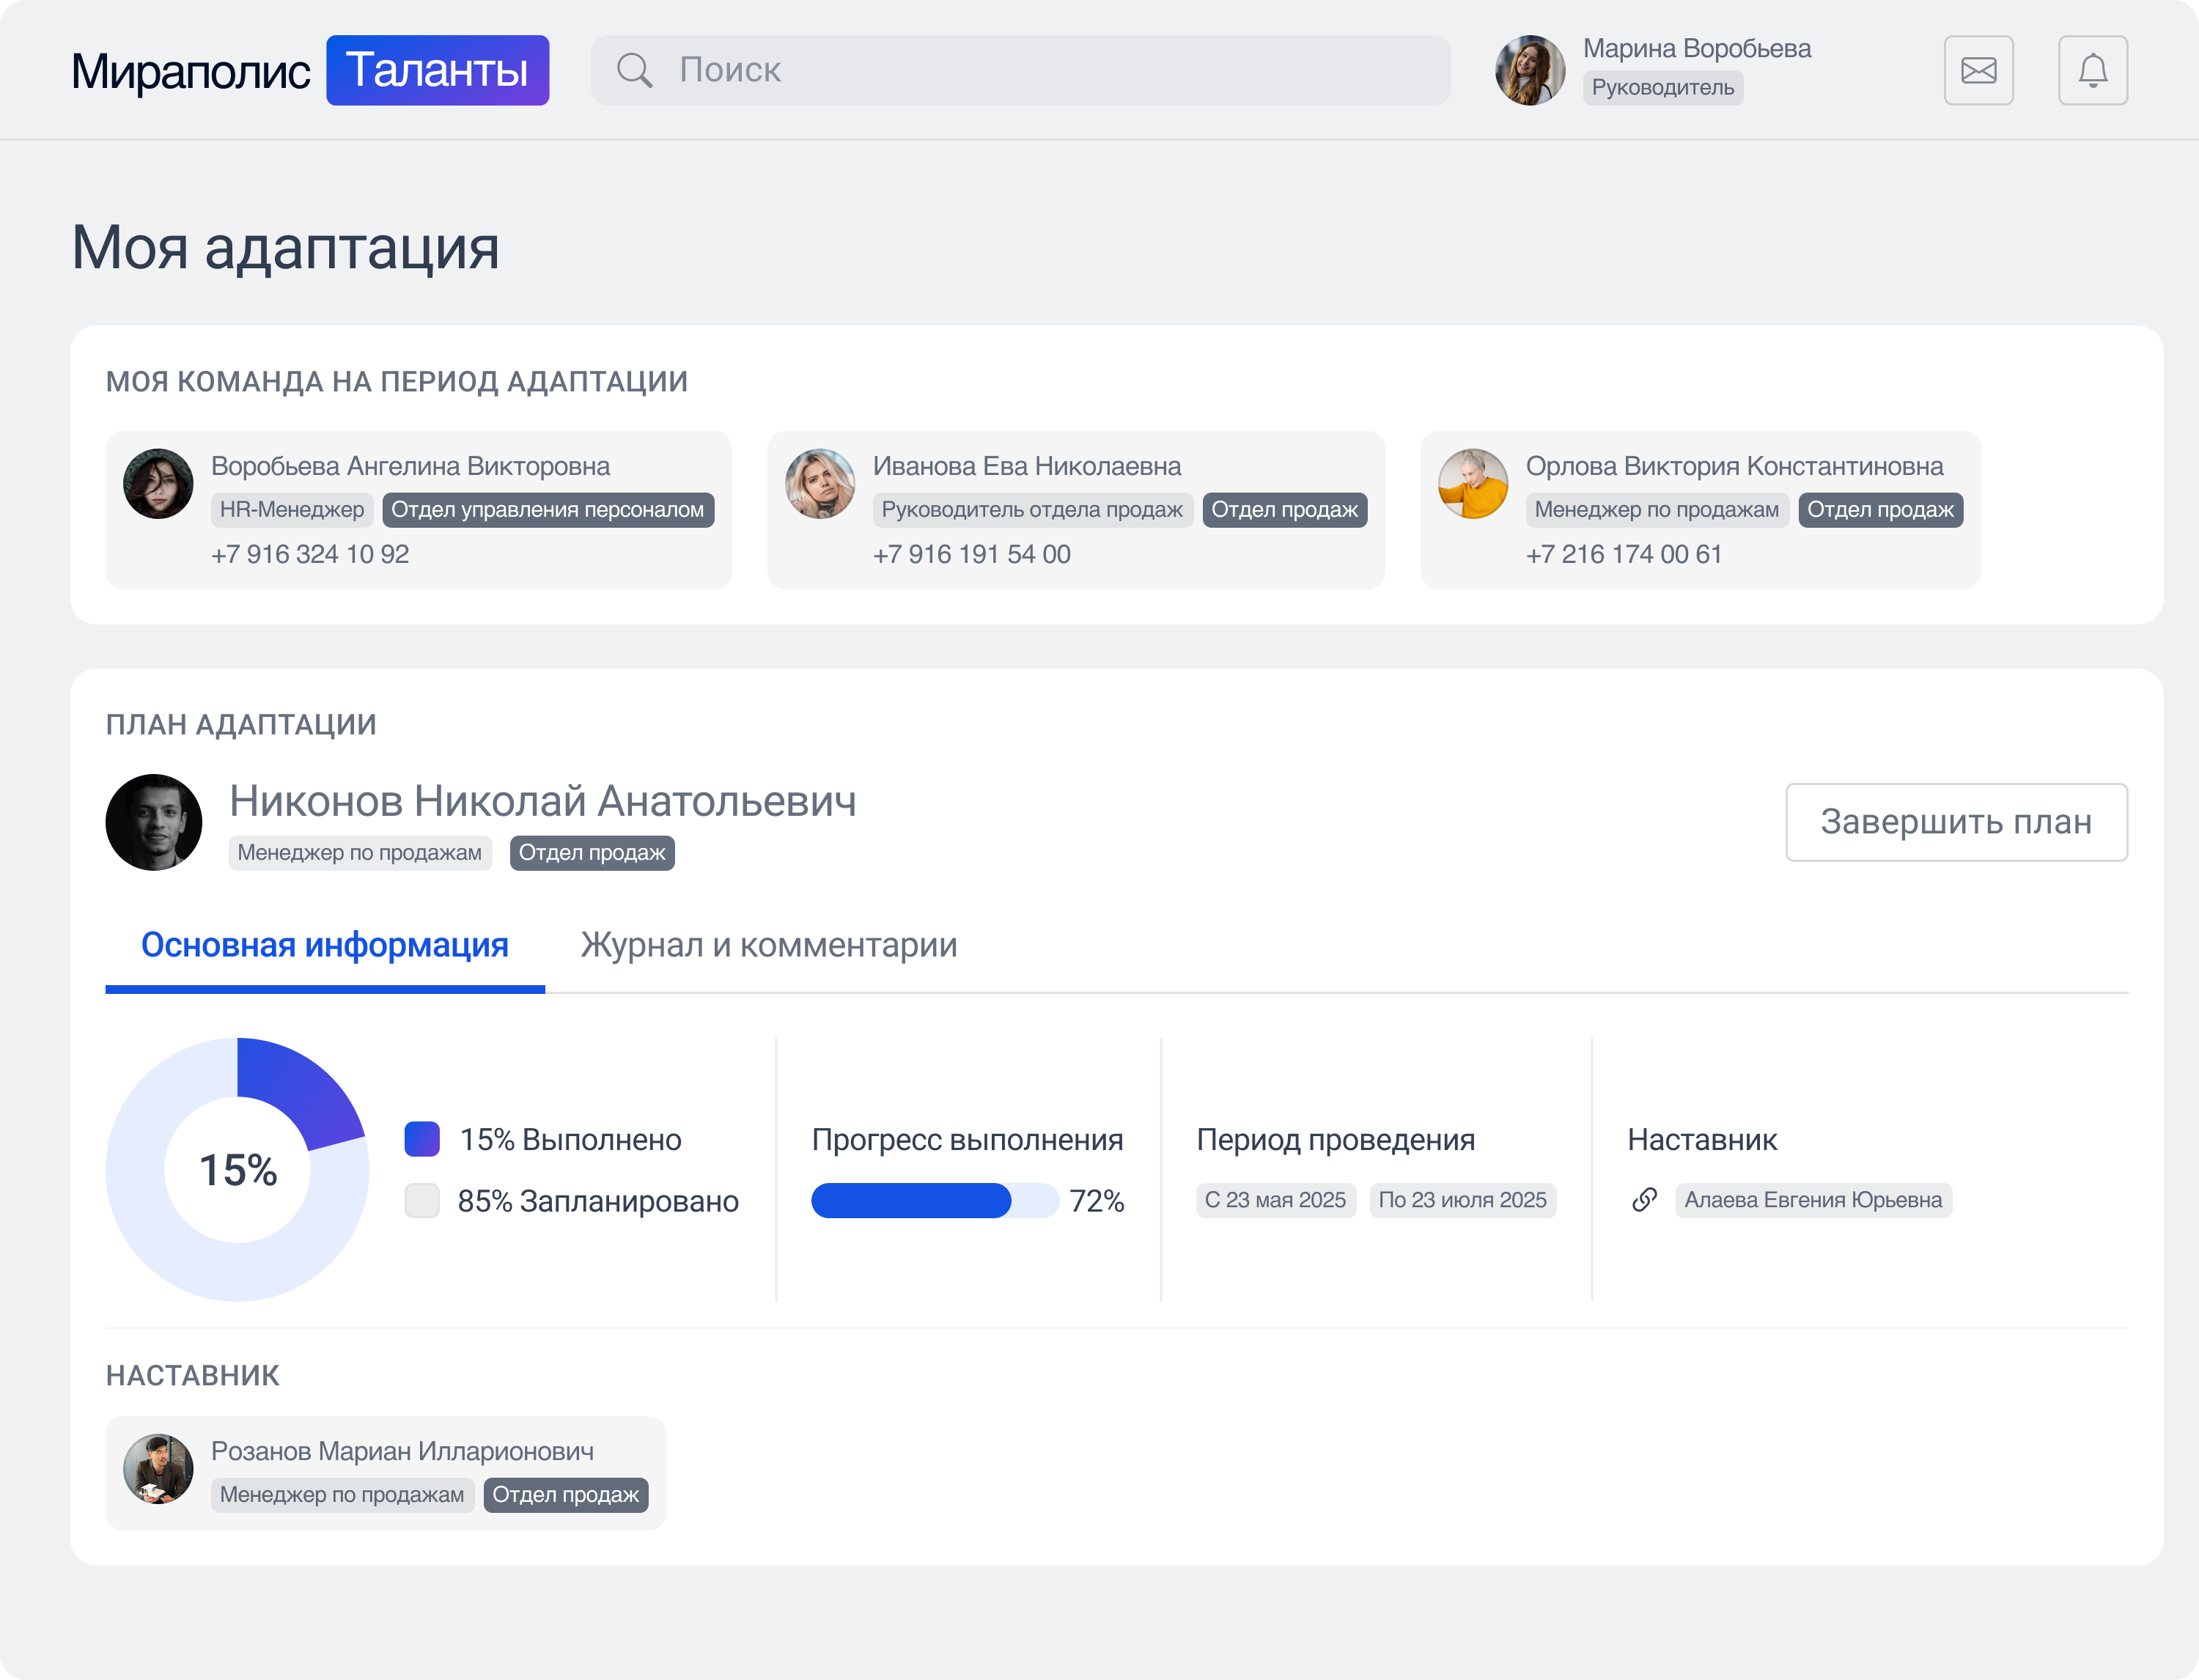 Мираполис Таланты
Поиск
Марина Воробьева
Руководитель
Моя адаптация
МОЯ КОМАНДА НА ПЕРИОД АДАПТАЦИИ
Воробьева Ангелина Викторовна
HR-Менеджер Отдел управления персоналом
+7 916 324 10 92
Иванова Ева Николаевна
Руководитель отдела продаж Отдел продаж
+7 916 191 54 00
Орлова Виктория Константиновна
Менеджер по продажам Отдел продаж
+7 216 174 00 61
ПЛАН АДАПТАЦИИ
Никонов Николай Анатольевич
Менеджер по продажам Отдел продаж
Завершить план
Основная информация Журнал и комментарии
15%
15% Выполнено
85% Запланировано
Прогресс выполнения
72%
Период проведения
С 23 мая 2025 По 23 июля 2025
Наставник
Алаева Евгения Юрьевна
НАСТАВНИК
Розанов Мариан Илларионович
Менеджер по продажам Отдел продаж